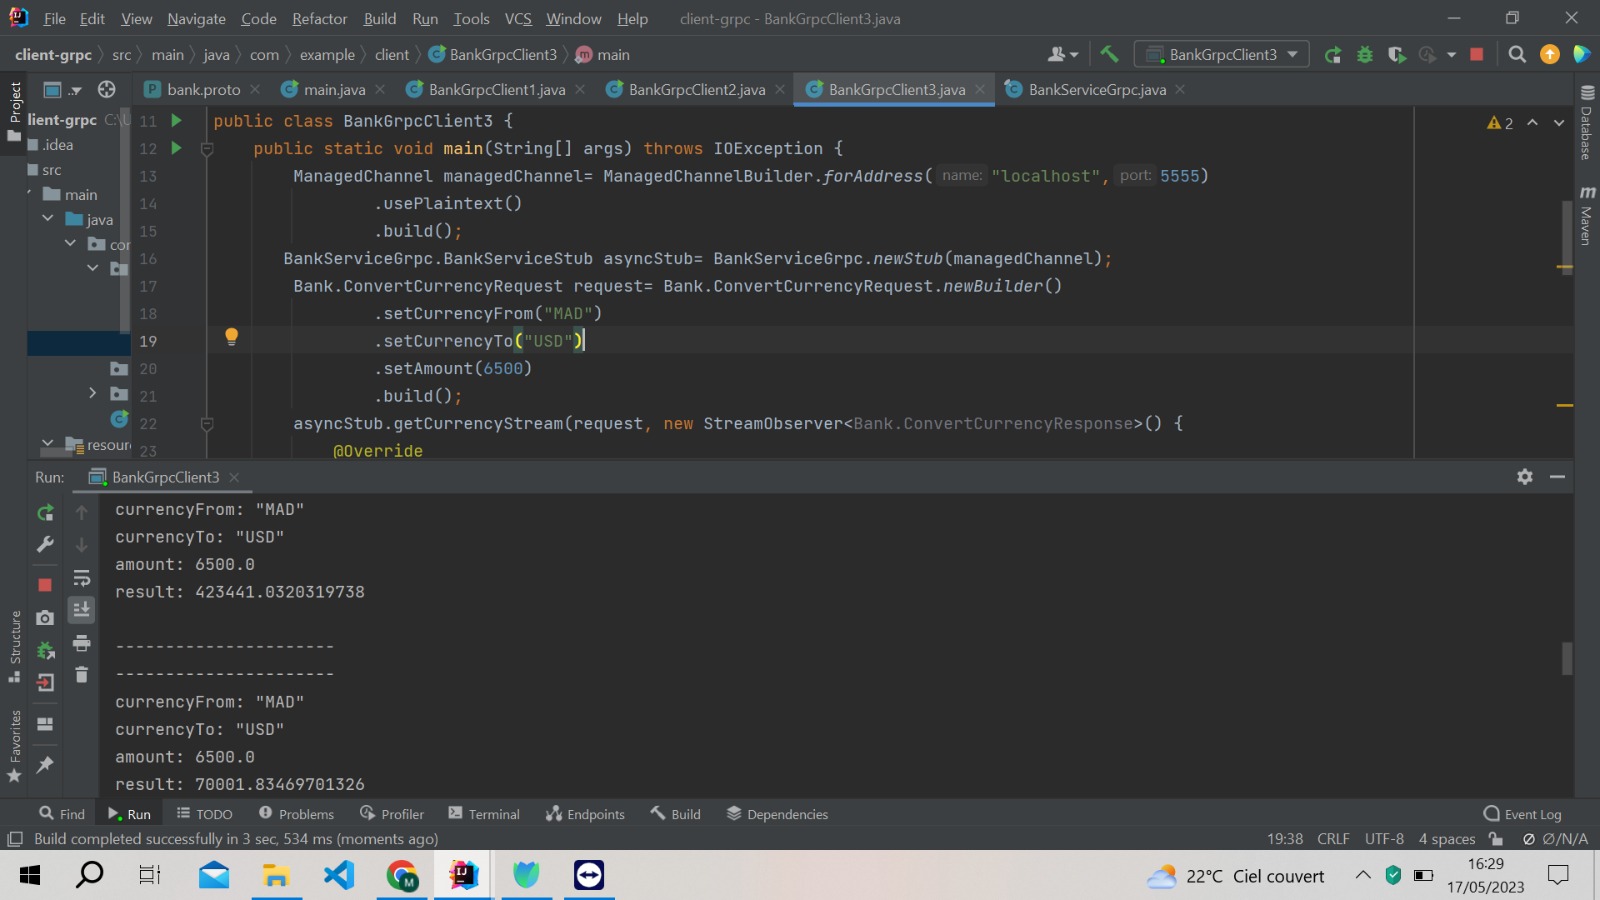 File Edit View Navigate Code Refactor Build Run Tools VCS Window Help client-grpc - BankGrpcClient3.java
client-grpc src main java com example client BankGrpcClient3 main BankGrpcClient3
bank.proto main.java BankGrpcClient1.java BankGrpcClient2.java BankGrpcClient3.java BankServiceGrpc.java
Project
lient-grpc C:\U
.idea
src
main
java
con
resour
11 public class BankGrpcClient3 {
12 public static void main(String[] args) throws IOException {
13 ManagedChannel managedChannel= ManagedChannelBuilder.forAddress( name: "localhost", port: 5555)
14 .usePlaintext()
15 .build();
16 BankServiceGrpc.BankServiceStub asyncStub= BankServiceGrpc.newStub(managedChannel);
17 Bank.ConvertCurrencyRequest request= Bank.ConvertCurrencyRequest.newBuilder()
18 .setCurrencyFrom("MAD")
19 .setCurrencyTo("USD")
20 .setAmount(6500)
21 .build();
22 asyncStub.getCurrencyStream(request, new StreamObserver<Bank.ConvertCurrencyResponse>() {
23 @Override
2
Database
Maven
Run: BankGrpcClient3
currencyFrom: "MAD"
currencyTo: "USD"
amount: 6500.0
result: 423441.0320319738
----------------------
----------------------
currencyFrom: "MAD"
currencyTo: "USD"
amount: 6500.0
result: 70001.83469701326
Structure
Favorites
Find Run TODO Problems Profiler Terminal Endpoints Build Dependencies Event Log
Build completed successfully in 3 sec, 534 ms (moments ago) 19:38 CRLF UTF-8 4 spaces Ø/N/A
22°C Ciel couvert 16:29
17/05/2023